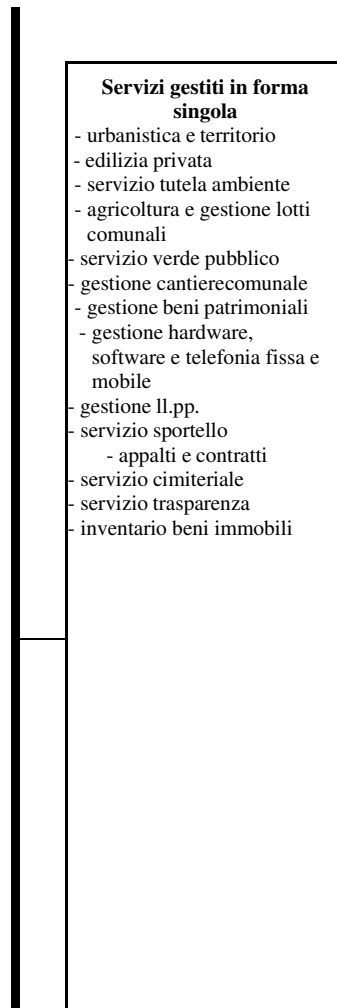 Servizi gestiti in forma
singola
- urbanistica e territorio
- edilizia privata
- servizio tutela ambiente
- agricoltura e gestione lotti
comunali
- servizio verde pubblico
- gestione cantierecomunale
- gestione beni patrimoniali
- gestione hardware,
software e telefonia fissa e
mobile
- gestione ll.pp.
- servizio sportello
- appalti e contratti
- servizio cimiteriale
- servizio trasparenza
- inventario beni immobili